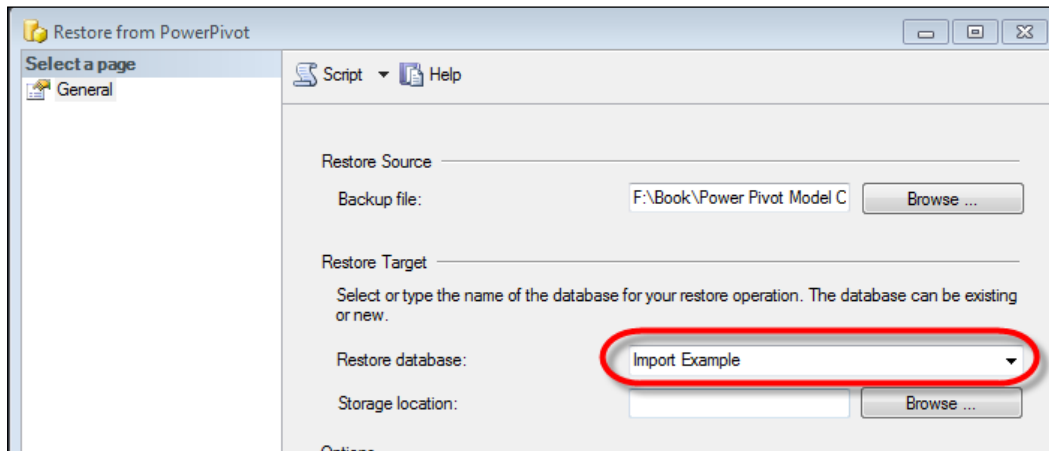 Restore from PowerPivot
Select a page
General
Script Help
Restore Source
Backup file: F:\Book\Power Pivot Model C Browse ...
Restore Target
Select or type the name of the database for your restore operation. The database can be existing
or new.
Restore database: Import Example
Storage location: Browse ...
Options